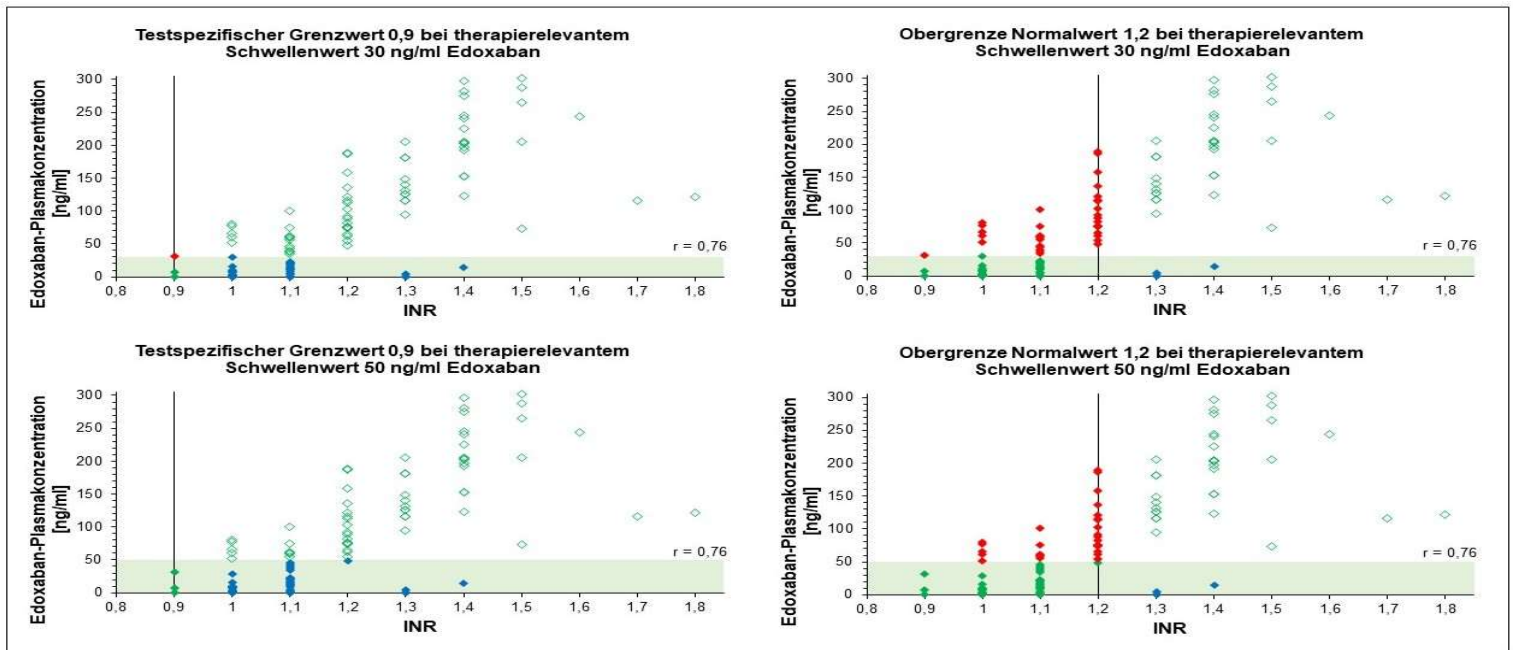 Testspezifischer Grenzwert 0,9 bei therapierelevantem
Schwellenwert 30 ng/ml Edoxaban
Edoxaban-Plasmakonzentration
[ng/ml]
300
250
200
150
100
50
0
r = 0,76
0,8 0,9 1 1,1 1,2 1,3 1,4 1,5 1,6 1,7 1,8
INR
Obergrenze Normalwert 1,2 bei therapierelevantem
Schwellenwert 30 ng/ml Edoxaban
Edoxaban-Plasmakonzentration
[ng/ml]
300
250
200
150
100
50
0
r = 0,76
0,8 0,9 1 1,1 1,2 1,3 1,4 1,5 1,6 1,7 1,8
INR
Testspezifischer Grenzwert 0,9 bei therapierelevantem
Schwellenwert 50 ng/ml Edoxaban
Edoxaban-Plasmakonzentration
[ng/ml]
300
250
200
150
100
50
0
r = 0,76
0,8 0,9 1 1,1 1,2 1,3 1,4 1,5 1,6 1,7 1,8
INR
Obergrenze Normalwert 1,2 bei therapierelevantem
Schwellenwert 50 ng/ml Edoxaban
Edoxaban-Plasmakonzentration
[ng/ml]
300
250
200
150
100
50
0
r = 0,76
0,8 0,9 1 1,1 1,2 1,3 1,4 1,5 1,6 1,7 1,8
INR